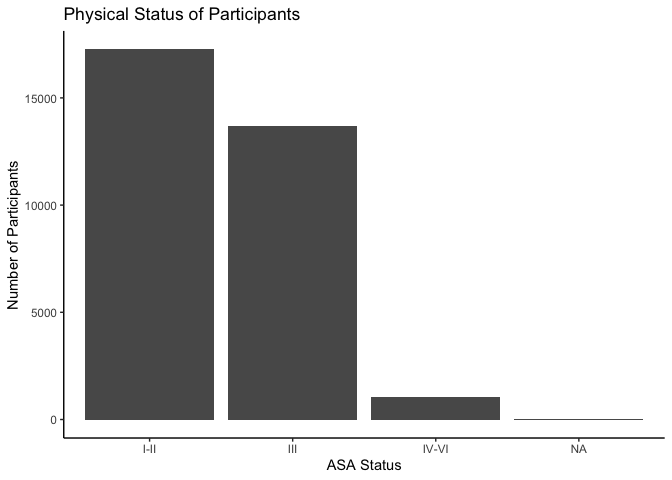 Physical Status of Participants
Number of Participants
15000
10000
5000
0
I-II
III
IV-VI
NA
ASA Status